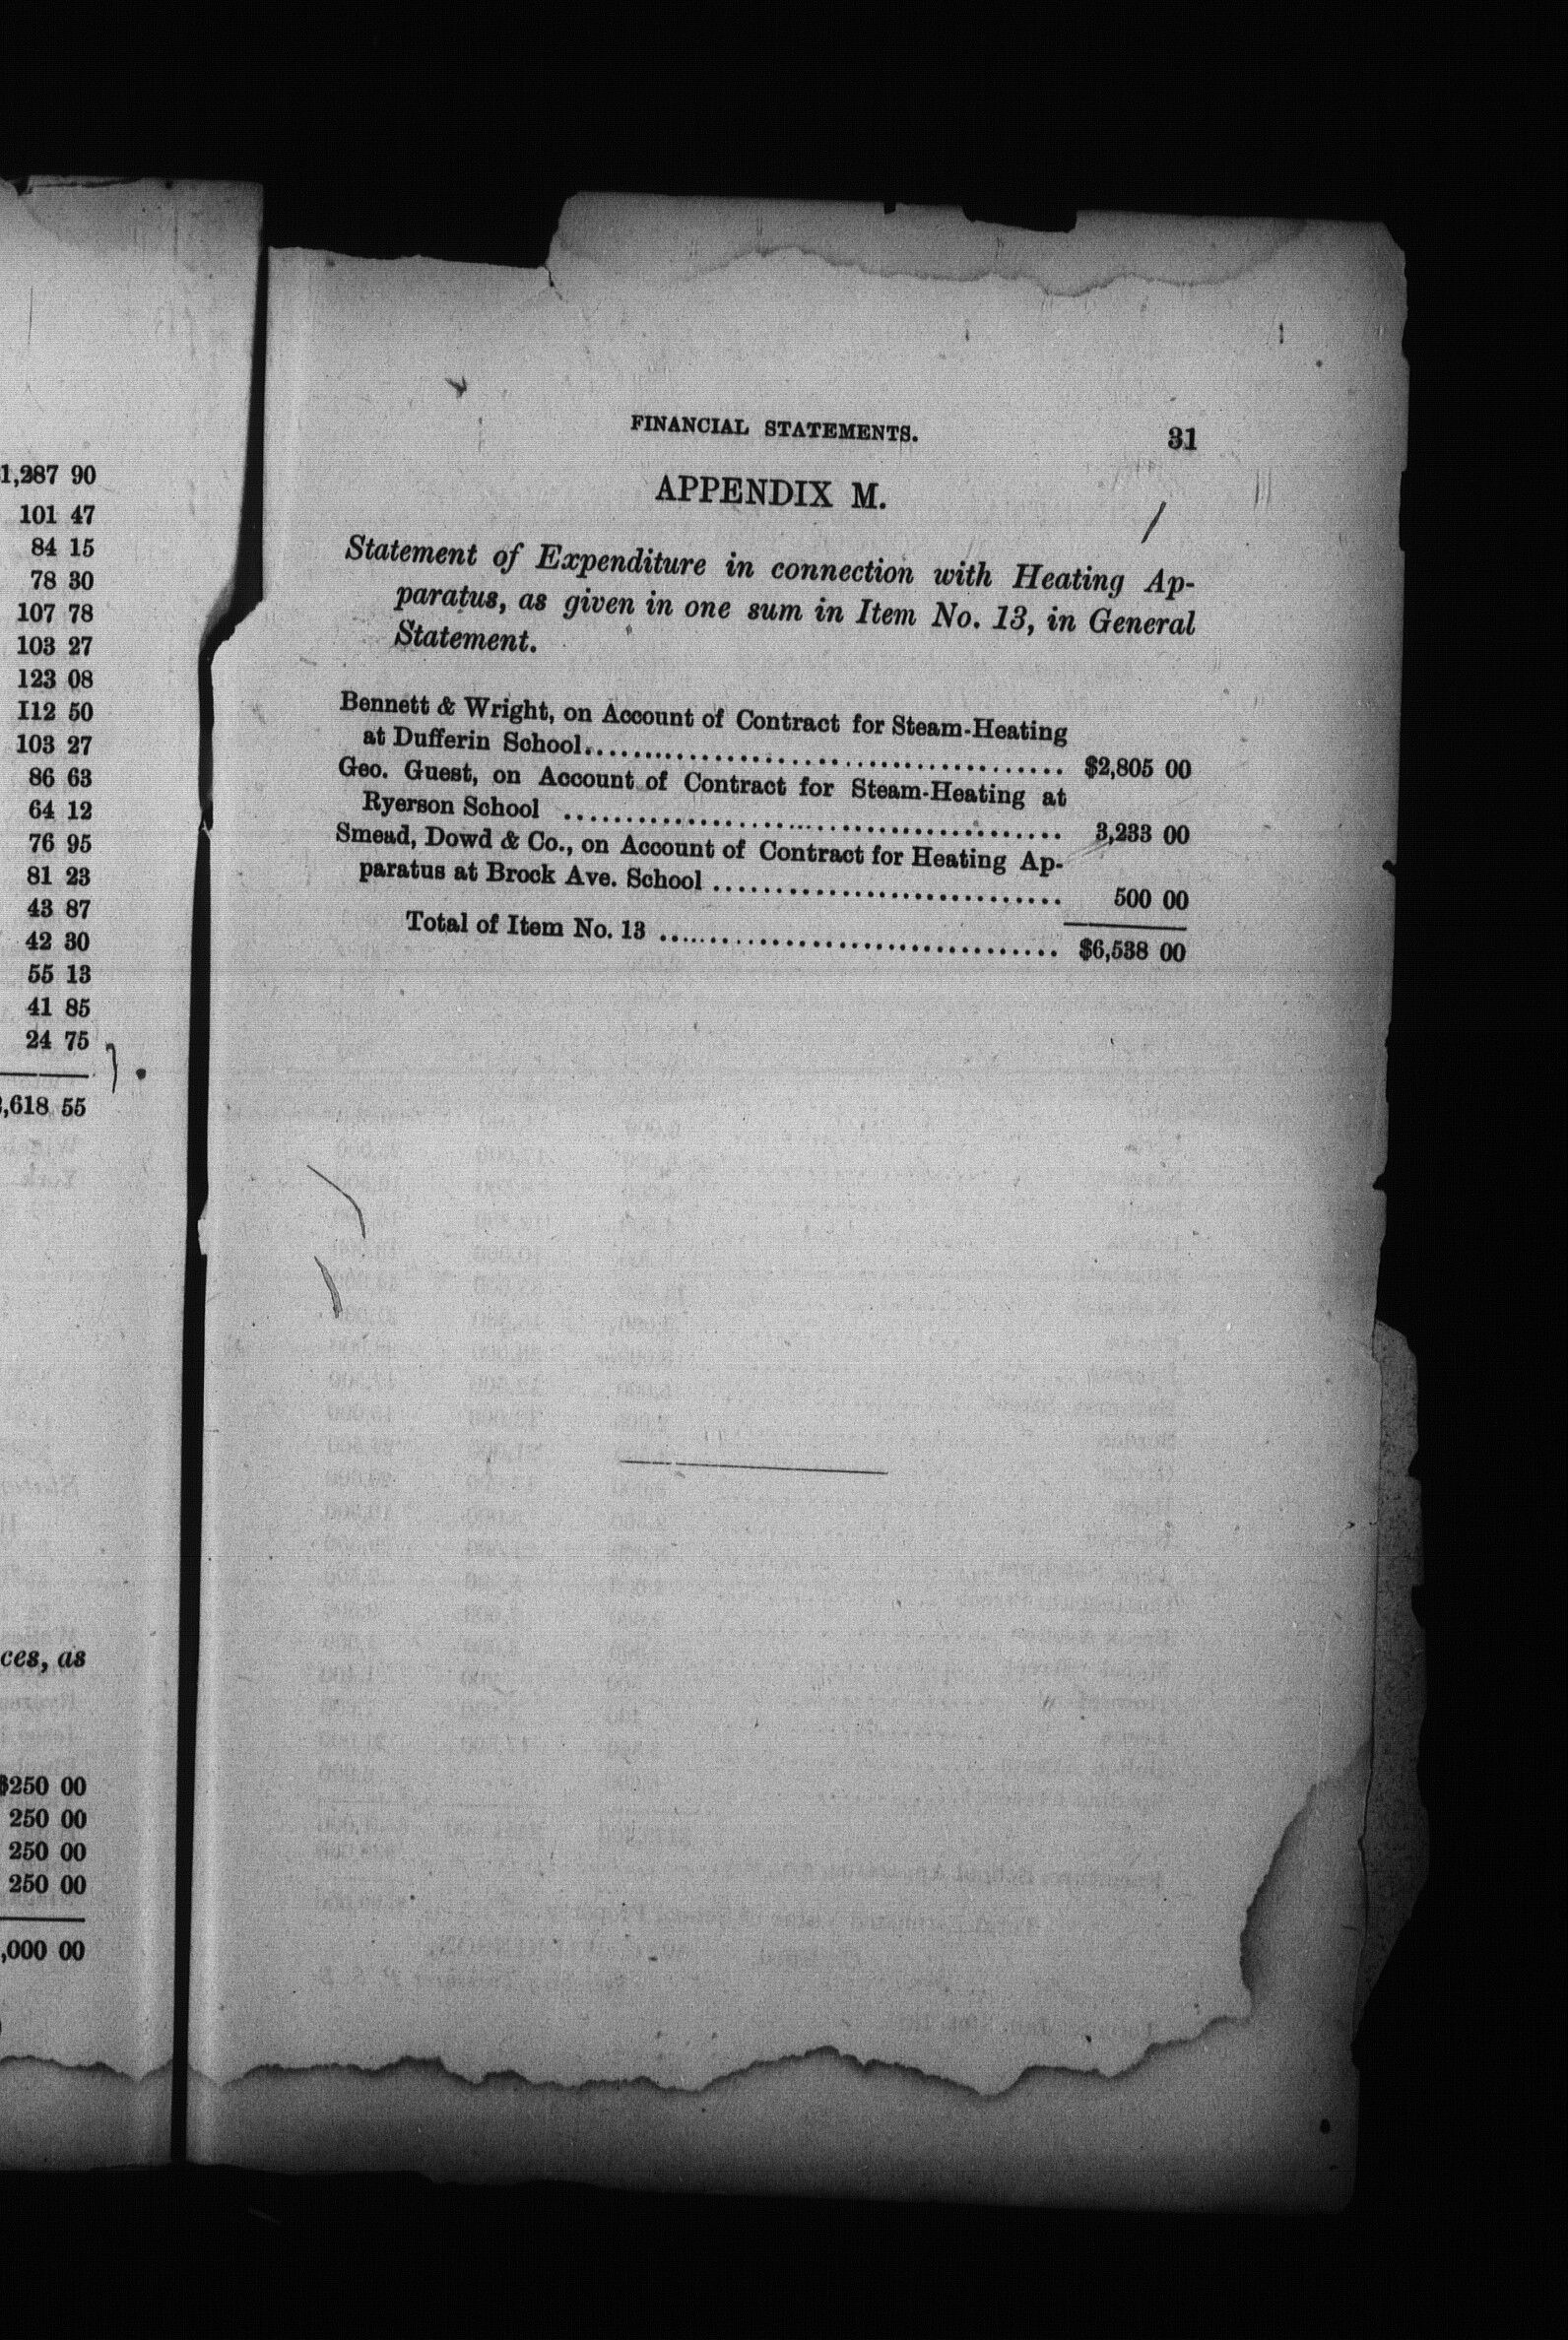 1,287 90
101 47
84 15
78 30
107 78
103 27
123 08
112 50
103 27
86 63
64 12
76 95
81 23
43 87
42 30
55 13
41 85
24 75
,618 55
ces, as
$250 00
250 00
250 00
250 00
,000 00
FINANCIAL STATEMENTS. 31
APPENDIX M.
Statement of Expenditure in connection with Heating Ap-
paratus, as given in one sum in Item No. 13, in General
Statement.
Bennett & Wright, on Account of Contract for Steam-Heating
at Dufferin School........................................ $2,805 00
Geo. Guest, on Account of Contract for Steam-Heating at
Ryerson School ........................................ 3,233 00
Smead, Dowd & Co., on Account of Contract for Heating Ap-
paratus at Brock Ave. School ............................ 500 00
Total of Item No. 13 ................................ $6,538 00